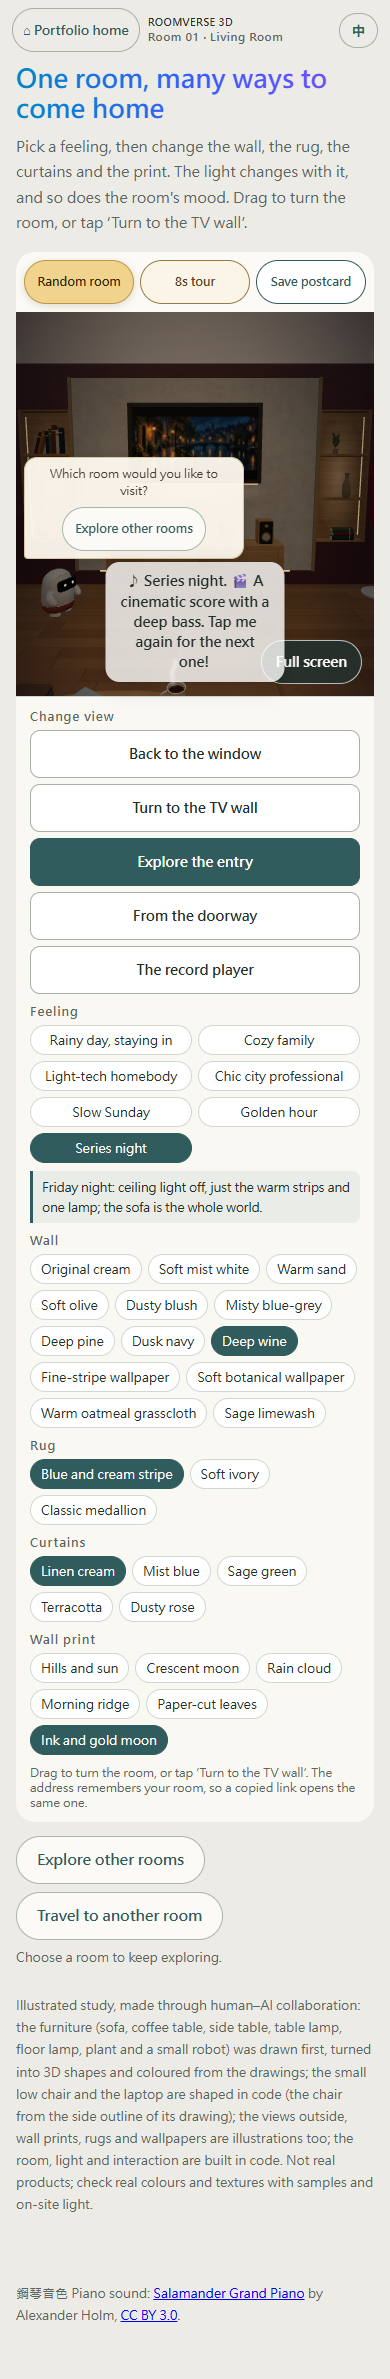 ⌂ Portfolio home
ROOMVERSE 3D
Room 01 · Living Room
中
One room, many ways to
come home
Pick a feeling, then change the wall, the rug, the
curtains and the print. The light changes with it,
and so does the room's mood. Drag to turn the
room, or tap ‘Turn to the TV wall’.
Random room
8s tour
Save postcard
Which room would you like to
visit?
Explore other rooms
♪ Series night. 🎬 A
cinematic score with a
deep bass. Tap me
again for the next
one!
Full screen
Change view
Back to the window
Turn to the TV wall
Explore the entry
From the doorway
The record player
Feeling
Rainy day, staying in
Cozy family
Light-tech homebody
Chic city professional
Slow Sunday
Golden hour
Series night
Friday night: ceiling light off, just the warm strips and
one lamp; the sofa is the whole world.
Wall
Original cream
Soft mist white
Warm sand
Soft olive
Dusty blush
Misty blue-grey
Deep pine
Dusk navy
Deep wine
Fine-stripe wallpaper
Soft botanical wallpaper
Warm oatmeal grasscloth
Sage limewash
Rug
Blue and cream stripe
Soft ivory
Classic medallion
Curtains
Linen cream
Mist blue
Sage green
Terracotta
Dusty rose
Wall print
Hills and sun
Crescent moon
Rain cloud
Morning ridge
Paper-cut leaves
Ink and gold moon
Drag to turn the room, or tap ‘Turn to the TV wall’. The
address remembers your room, so a copied link opens the
same one.
Explore other rooms
Travel to another room
Choose a room to keep exploring.
Illustrated study, made through human–AI collaboration:
the furniture (sofa, coffee table, side table, table lamp,
floor lamp, plant and a small robot) was drawn first, turned
into 3D shapes and coloured from the drawings; the small
low chair and the laptop are shaped in code (the chair
from the side outline of its drawing); the views outside,
wall prints, rugs and wallpapers are illustrations too; the
room, light and interaction are built in code. Not real
products; check real colours and textures with samples and
on-site light.
鋼琴音色 Piano sound: Salamander Grand Piano by
Alexander Holm, CC BY 3.0.